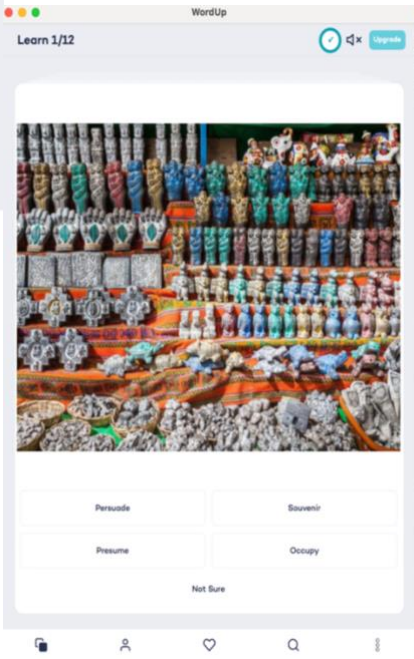 WordUp
Learn 1/12
Upgrade
Persuade
Souvenir
Presume
Occupy
Not Sure